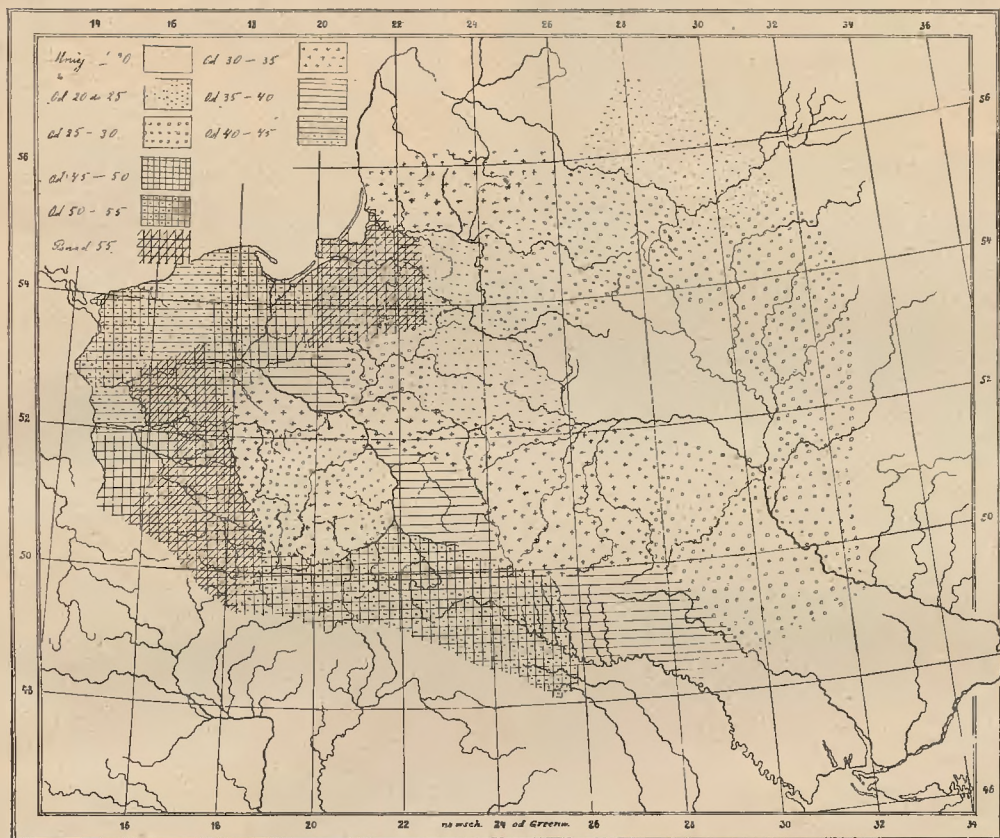 14 16 18 20 22 24 26 28 30 32 34 36
Od 30 – 35
Od 20 do 25
Od 35 – 40
Od 25 – 30
Od 40 – 45
Od 45 – 50
Od 50 – 55
Ponad 55
56
54
52
50
48
56
54
52
50
46
16 18 20 na wsch. 24 od Greenw. 26 28 30 32 34